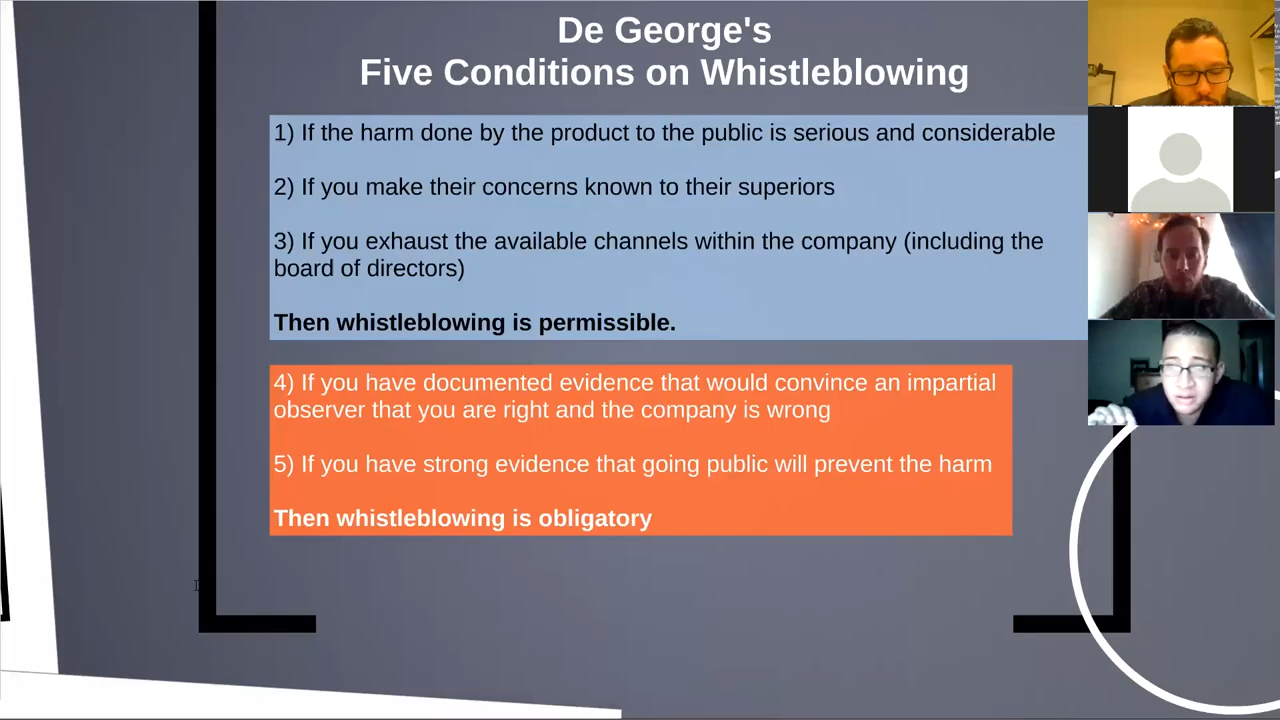 De George's
Five Conditions on Whistleblowing
1) If the harm done by the product to the public is serious and considerable
2) If you make their concerns known to their superiors
3) If you exhaust the available channels within the company (including the
board of directors)
Then whistleblowing is permissible.
4) If you have documented evidence that would convince an impartial
observer that you are right and the company is wrong
5) If you have strong evidence that going public will prevent the harm
Then whistleblowing is obligatory